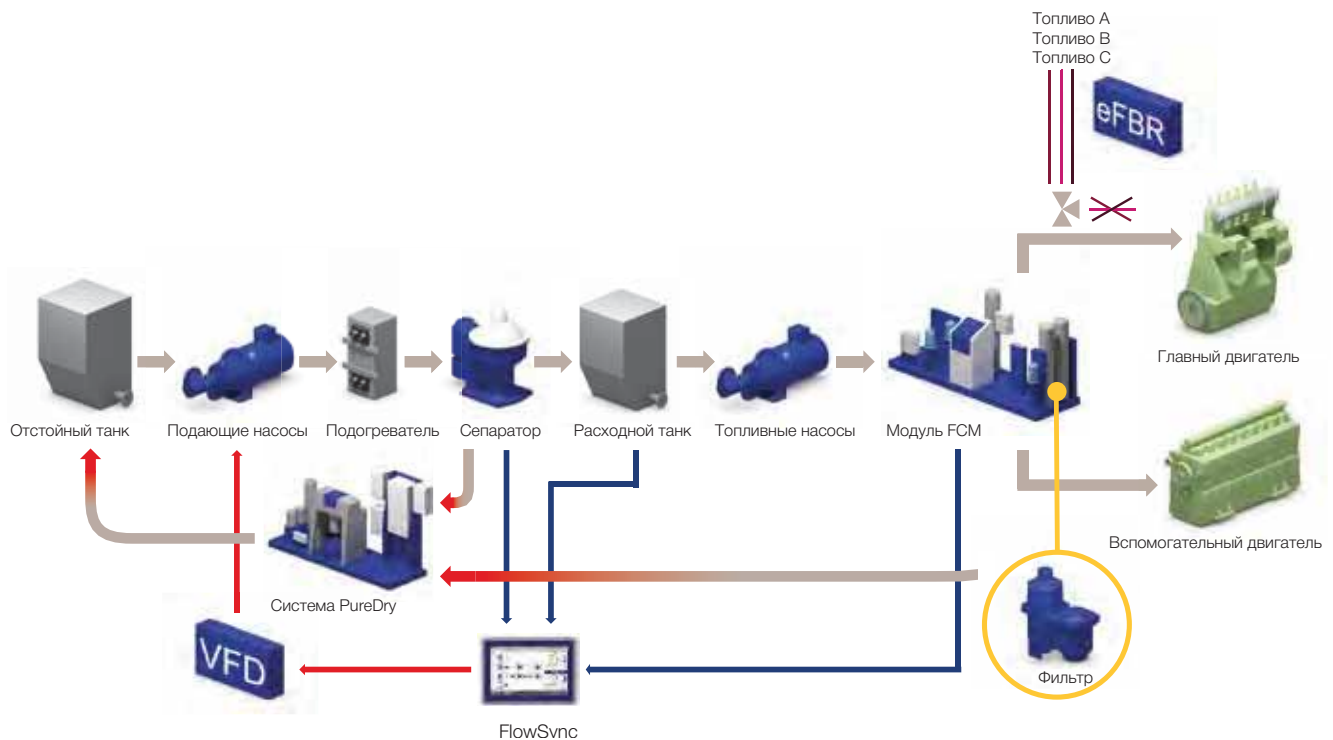 Топливо A
Топливо B
Топливо C
eFBR
Главный двигатель
Отстойный танк
Подающие насосы
Подогреватель
Сепаратор
Расходной танк
Топливные насосы
Модуль FCM
Вспомогательный двигатель
Система PureDry
VFD
Фильтр
FlowSync